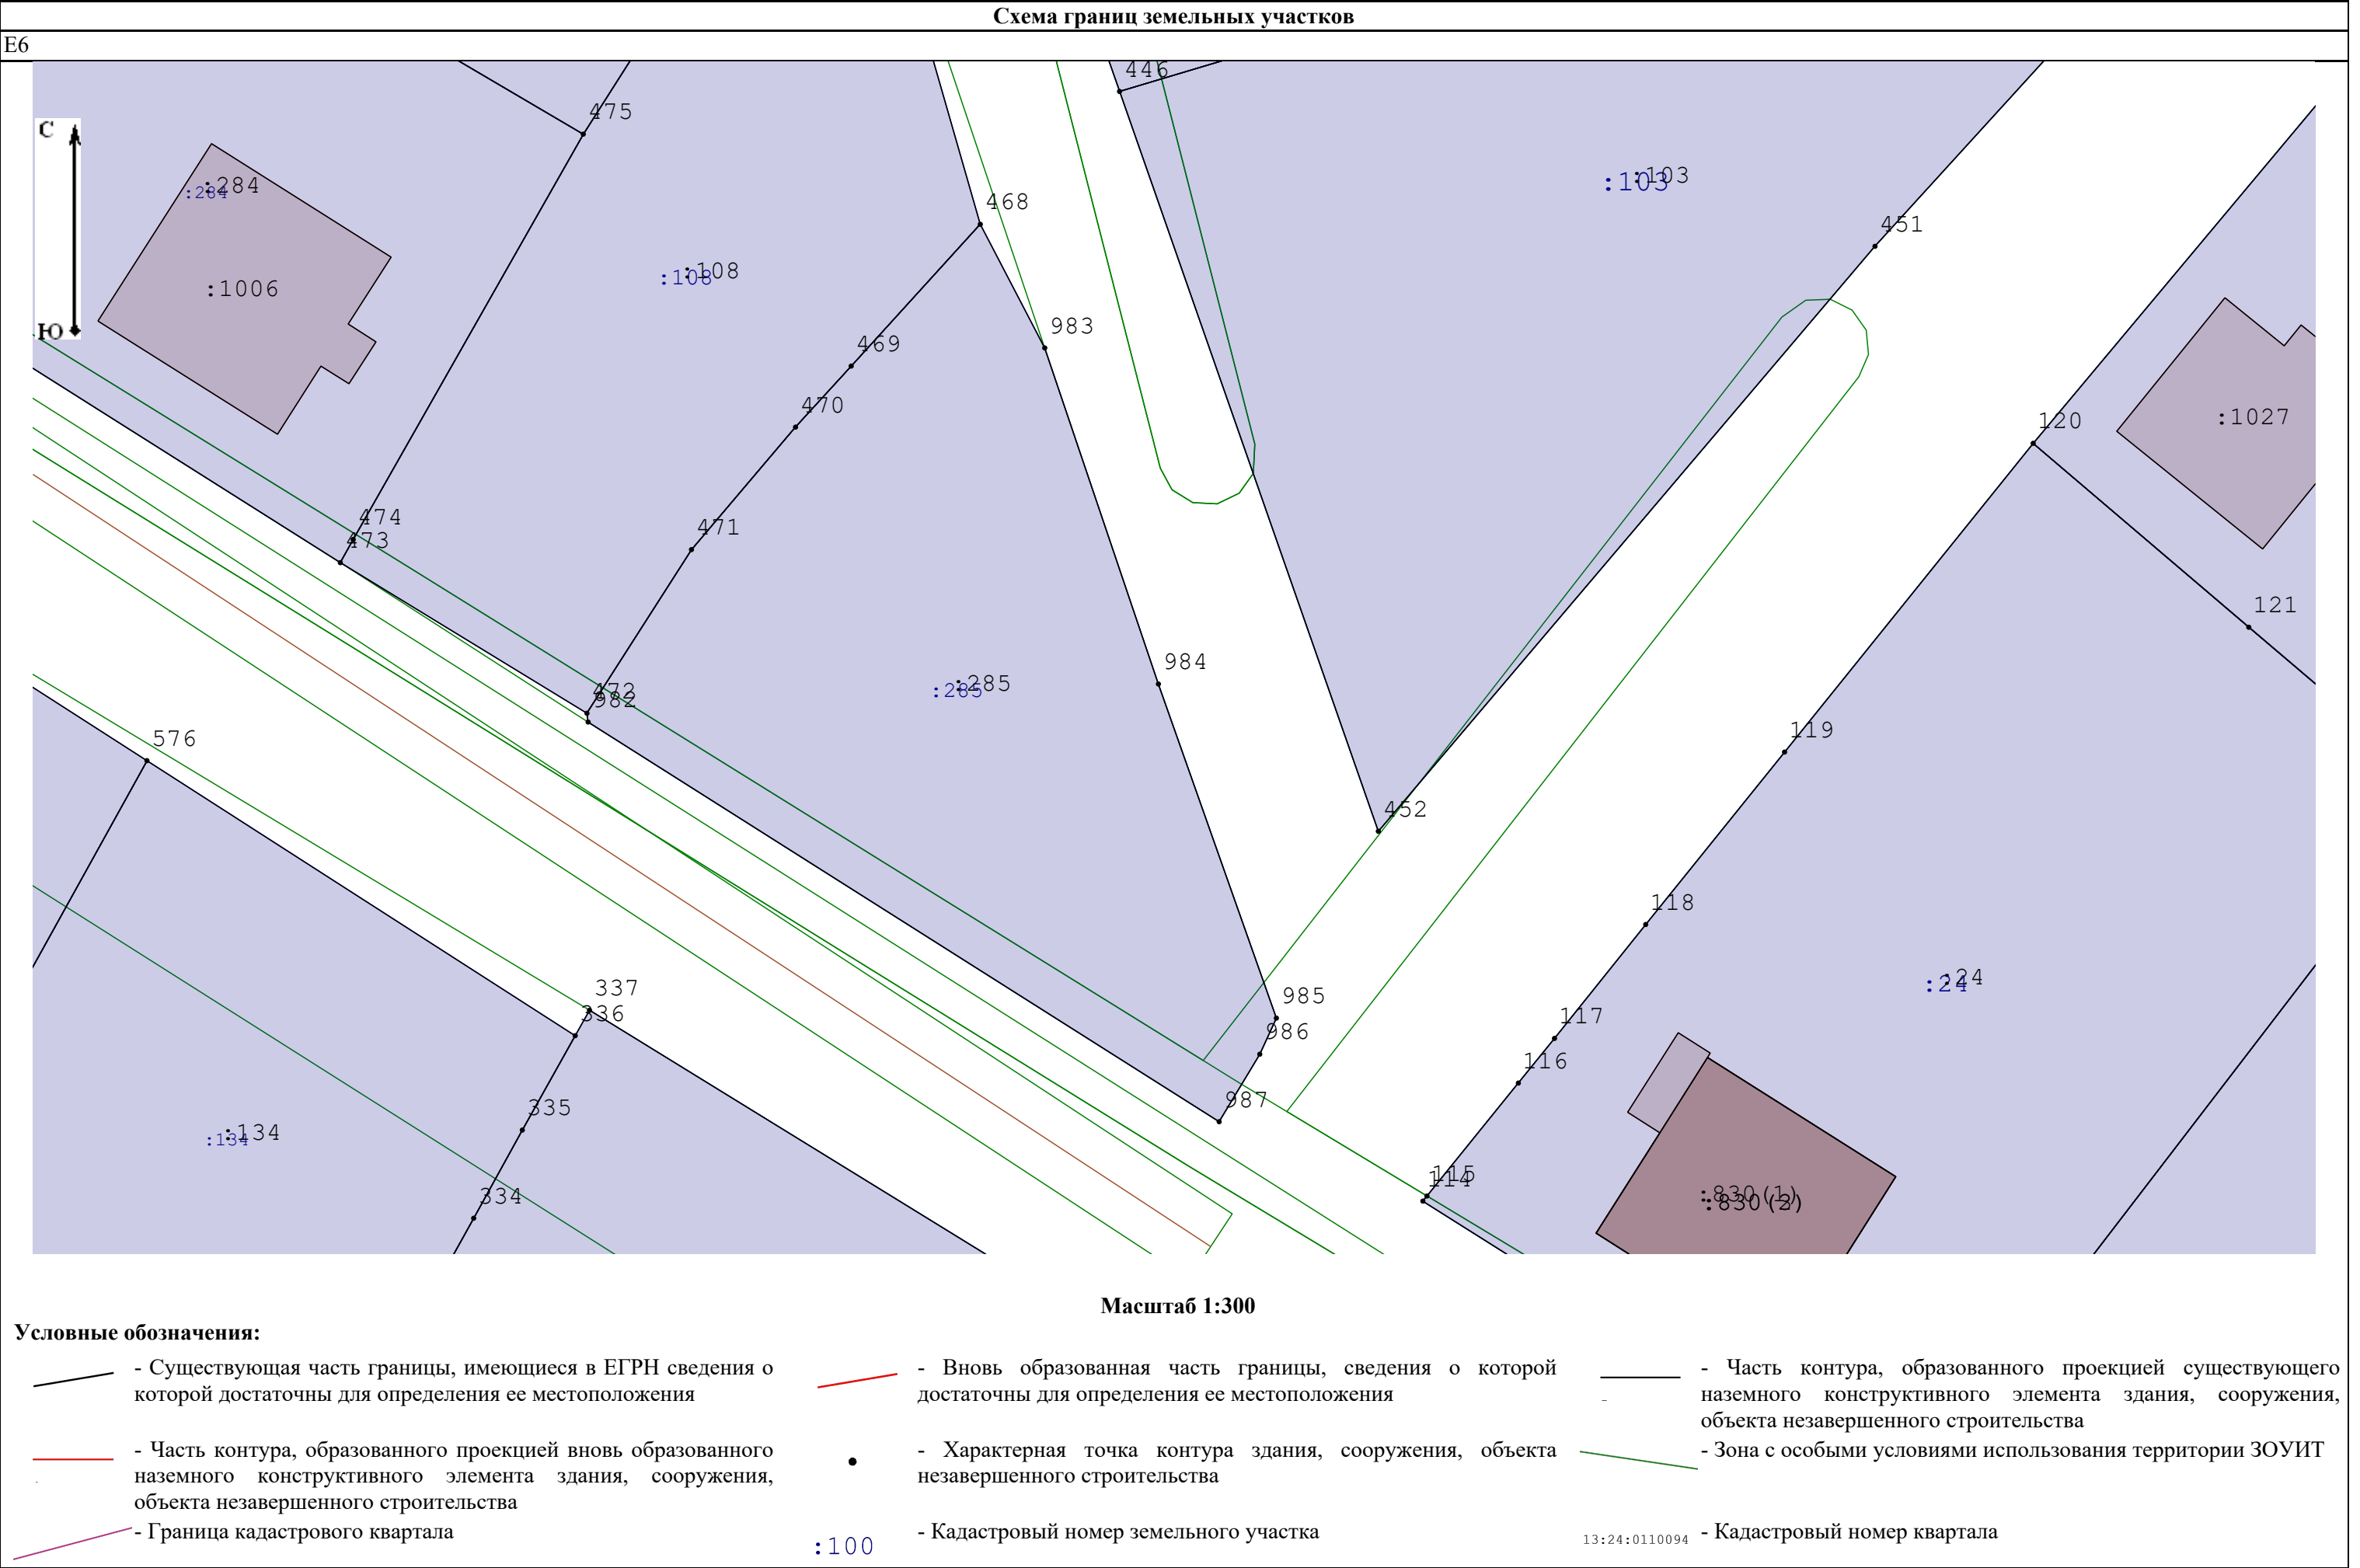 Схема границ земельных участков
Е6
446
475
С
:284
:284
:103
:103
468
451
:108
:108
:1006
983
Ю
469
470
120
:1027
474
471
473
121
984
472
982
:285
:285
576
119
452
118
:24
:24
337
985
336
117
986
116
335
987
:134
:134
115
114
334
:830(1)
:830(2)
Масштаб 1:300
Условные обозначения:
- Существующая часть границы, имеющиеся в ЕГРН сведения о
которой достаточны для определения ее местоположения
- Вновь образованная часть границы, сведения о которой
достаточны для определения ее местоположения
- Часть контура, образованного проекцией существующего
наземного конструктивного элемента здания, сооружения,
объекта незавершенного строительства
- Часть контура, образованного проекцией вновь образованного
наземного конструктивного элемента здания, сооружения,
объекта незавершенного строительства
- Характерная точка контура здания, сооружения, объекта
незавершенного строительства
- Зона с особыми условиями использования территории ЗОУИТ
- Граница кадастрового квартала
:100
- Кадастровый номер земельного участка
13:24:0110094
- Кадастровый номер квартала